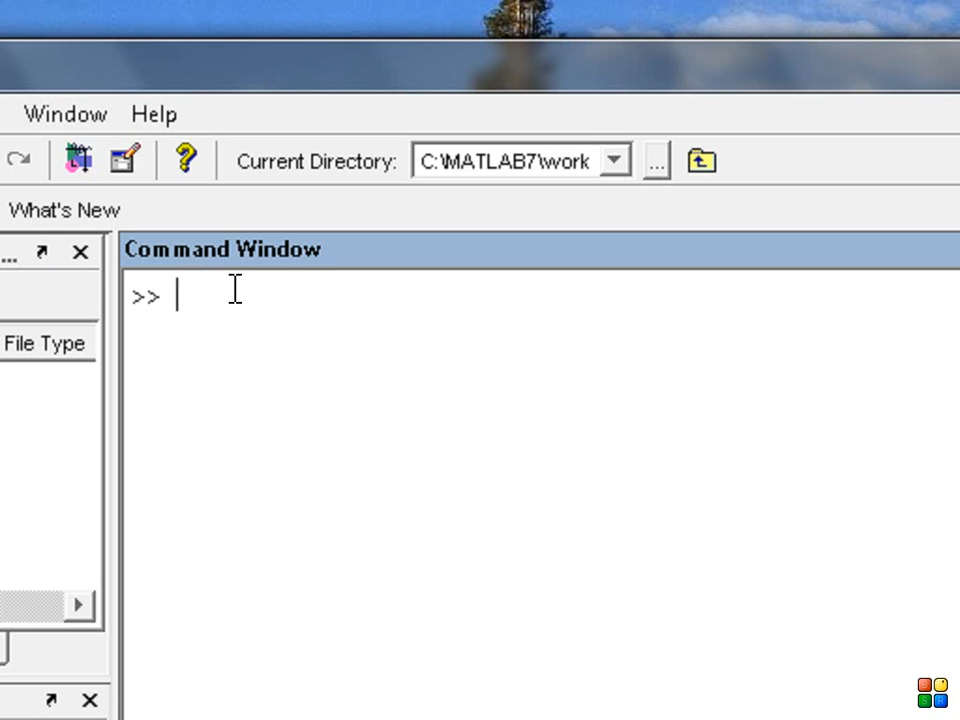 Window Help
Current Directory: C:\MATLAB7\work ...
What's New
... Command Window
>>
File Type